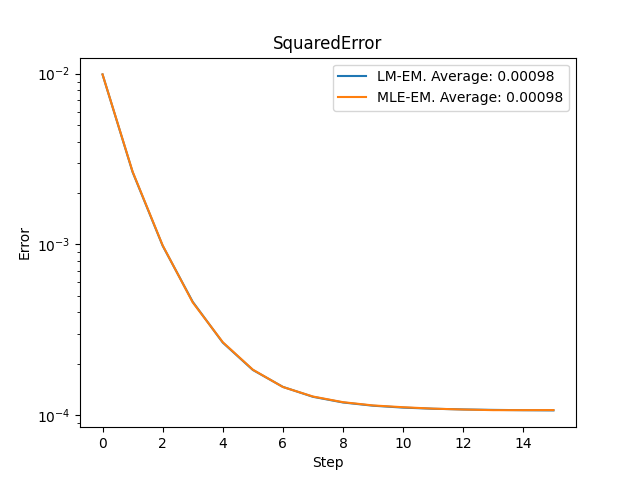 SquaredError
LM-EM. Average: 0.00098
MLE-EM. Average: 0.00098
Error
10⁻²
10⁻³
10⁻⁴
0 2 4 6 8 10 12 14
Step